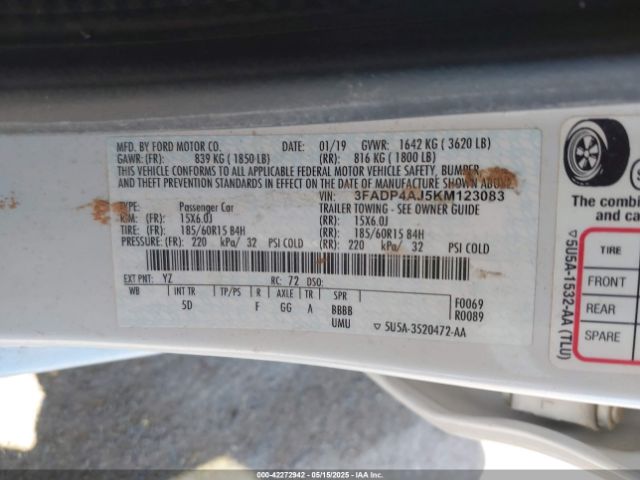 MFD. BY FORD MOTOR CO. DATE: 01/19 GVWR: 1642 KG ( 3620 LB)
GAWR: (FR): 839 KG ( 1850 LB) (RR): 816 KG ( 1800 LB)
THIS VEHICLE CONFORMS TO ALL APPLICABLE FEDERAL MOTOR VEHICLE SAFETY, BUMPER,
AND THEFT PREVENTION STANDARDS IN EFFECT ON THE DATE OF MANUFACTURE SHOWN ABOVE.
VIN: 3FADP4AJ5KM123083
TYPE: Passenger Car TRAILER TOWING - SEE OWNER GUIDE
RIM: (FR): 15X6.0J (RR): 15X6.0J
(FR): 185/60R15 84H (RR): 185/60R15 84H
PRESSURE: (FR): 220 kPa/ 32 PSI COLD (RR): 220 kPa/ 32 PSI COLD
EXT PNT: YZ RC: 72 DSO:
WB INT TR TP/PS R AXLE TR SPR
5D F GG A BBBB
UMU
F0069
R0089
5U5A-3520472-AA
The combin
and ca
TIRE
FRONT
REAR
SPARE
5U5A-1532-AA (TLU)
000-42272942 05/15/2025 IAAI.com